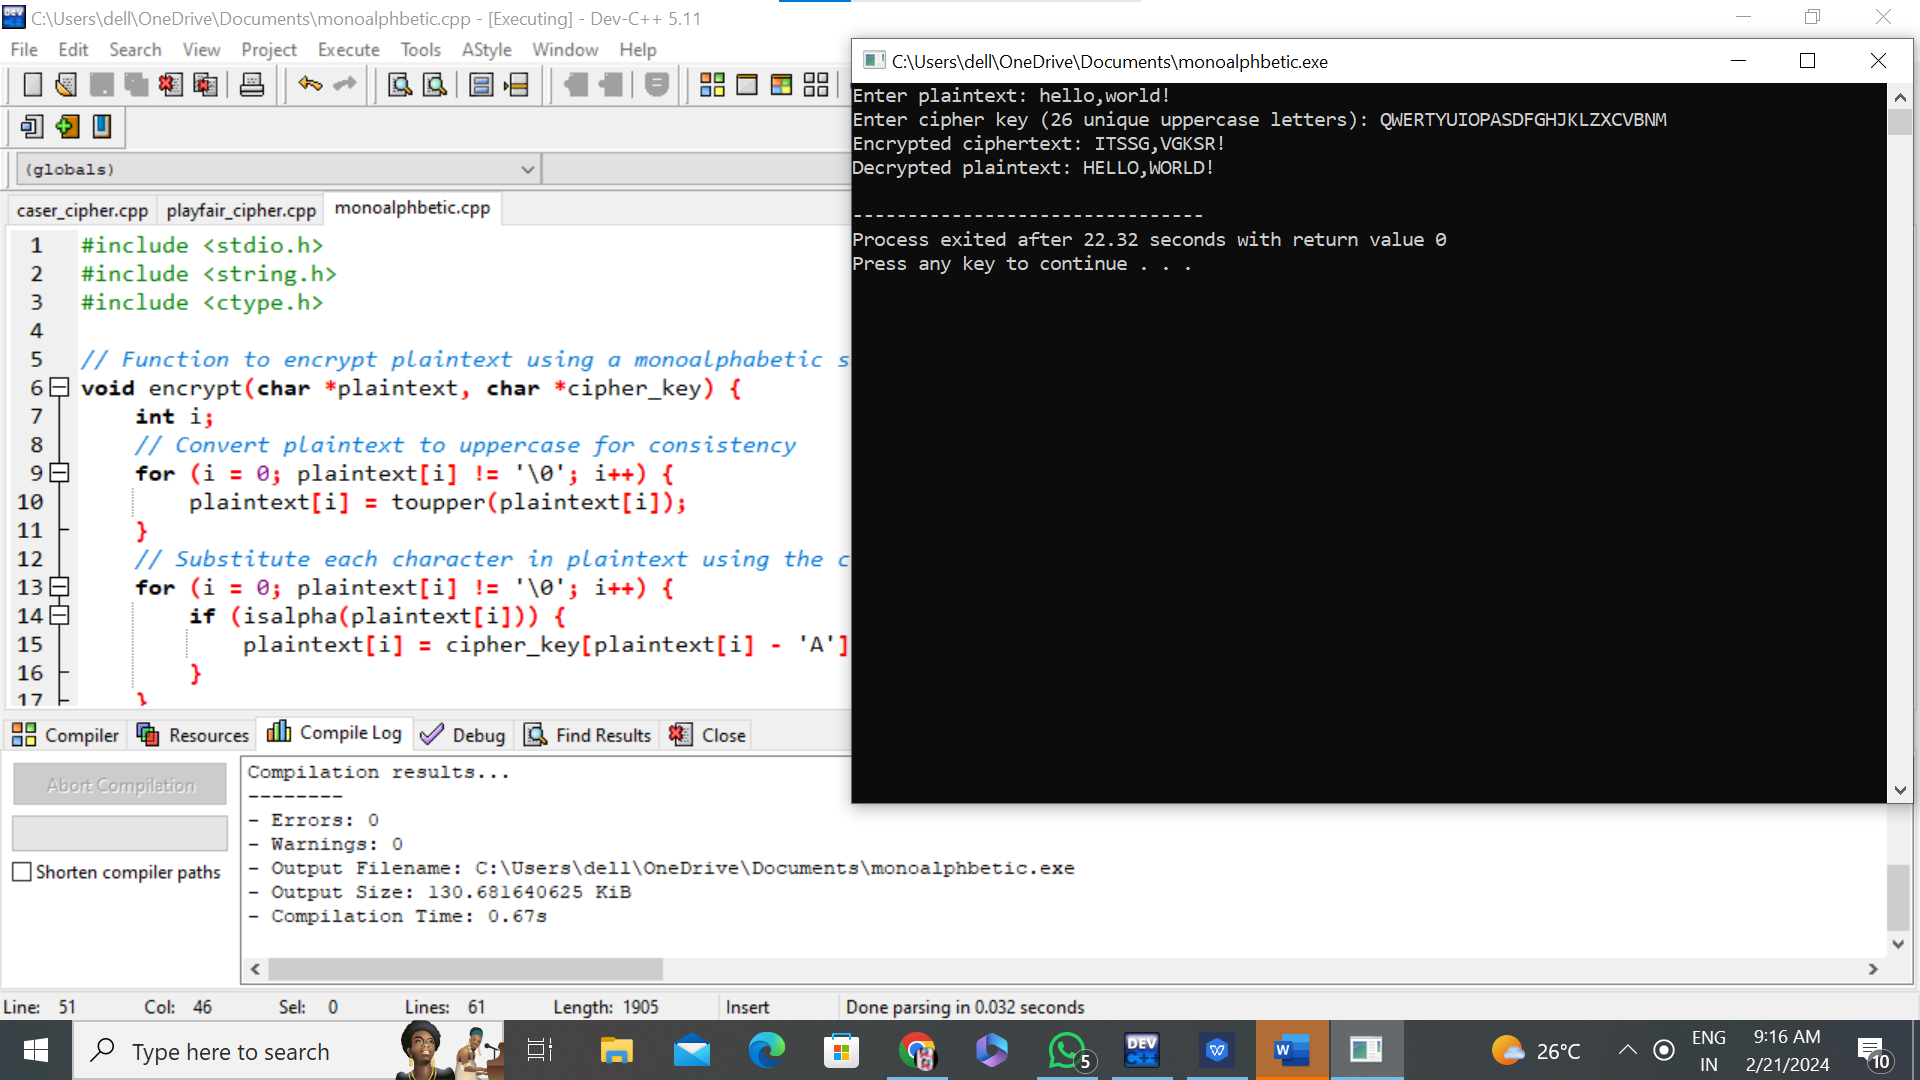 C:\Users\dell\OneDrive\Documents\monoalphbetic.cpp - [Executing] - Dev-C++ 5.11
File Edit Search View Project Execute Tools AStyle Window Help
(globals)
caser_cipher.cpp playfair_cipher.cpp monoalphbetic.cpp
1 #include <stdio.h>
2 #include <string.h>
3 #include <ctype.h>
4
5 // Function to encrypt plaintext using a monoalphabetic s
6 void encrypt(char *plaintext, char *cipher_key) {
7 int i;
8 // Convert plaintext to uppercase for consistency
9 for (i = 0; plaintext[i] != '\0'; i++) {
10 plaintext[i] = toupper(plaintext[i]);
11 }
12 // Substitute each character in plaintext using the c
13 for (i = 0; plaintext[i] != '\0'; i++) {
14 if (isalpha(plaintext[i])) {
15 plaintext[i] = cipher_key[plaintext[i] - 'A']
16 }
17 }
C:\Users\dell\OneDrive\Documents\monoalphbetic.exe
Enter plaintext: hello,world!
Enter cipher key (26 unique uppercase letters): QWERTYUIOPASDFGHJKLZXCVBNM
Encrypted ciphertext: ITSSG,VGKSR!
Decrypted plaintext: HELLO,WORLD!
--------------------------------
Process exited after 22.32 seconds with return value 0
Press any key to continue . . .
Compiler Resources Compile Log Debug Find Results Close
Abort Compilation
Shorten compiler paths
Compilation results...
--------
- Errors: 0
- Warnings: 0
- Output Filename: C:\Users\dell\OneDrive\Documents\monoalphbetic.exe
- Output Size: 130.681640625 KiB
- Compilation Time: 0.67s
Line: 51 Col: 46 Sel: 0 Lines: 61 Length: 1905 Insert Done parsing in 0.032 seconds
Type here to search
5
DEV
C++
W
26°C
ENG
IN
9:16 AM
2/21/2024
10